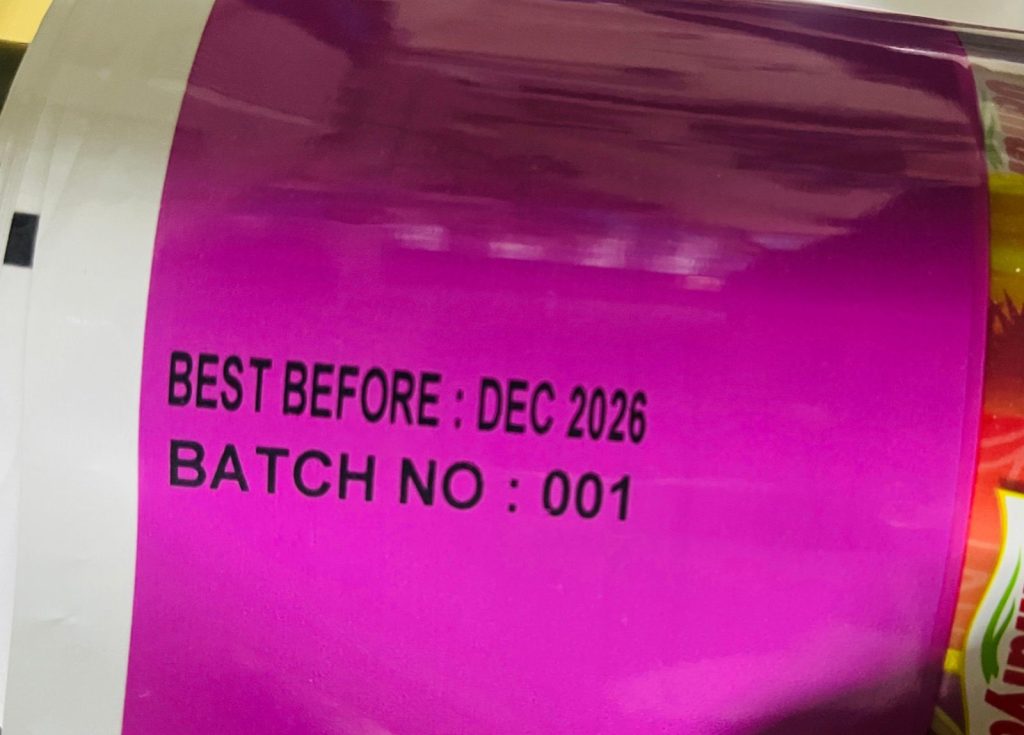 BEST BEFORE : DEC 2026
BATCH NO : 001